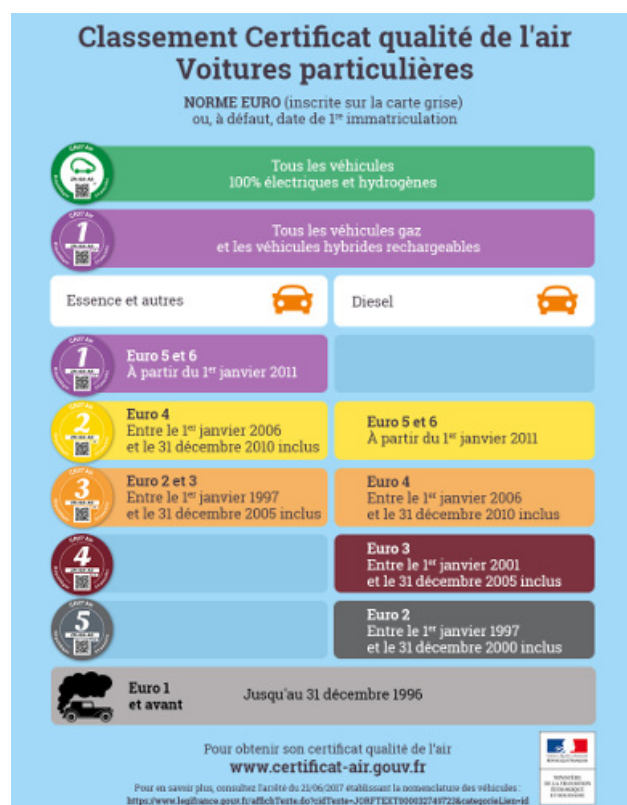 Classement Certificat qualité de l'air
Voitures particulières
NORME EURO (inscrite sur la carte grise)
ou, à défaut, date de 1re immatriculation
Tous les véhicules
100% électriques et hydrogènes
1
Tous les véhicules gaz
et les véhicules hybrides rechargeables
Essence et autres
Diesel
1
Euro 5 et 6
À partir du 1er janvier 2011
2
Euro 4
Entre le 1er janvier 2006
et le 31 décembre 2010 inclus
Euro 5 et 6
À partir du 1er janvier 2011
3
Euro 2 et 3
Entre le 1er janvier 1997
et le 31 décembre 2005 inclus
Euro 4
Entre le 1er janvier 2006
et le 31 décembre 2010 inclus
4
Euro 3
Entre le 1er janvier 2001
et le 31 décembre 2005 inclus
5
Euro 2
Entre le 1er janvier 1997
et le 31 décembre 2000 inclus
Euro 1
et avant
Jusqu'au 31 décembre 1996
Pour obtenir son certificat qualité de l'air
www.certificat-air.gouv.fr
Pour en savoir plus, consultez l'arrêté du 21/06/2017 établissant la nomenclature des véhicules :